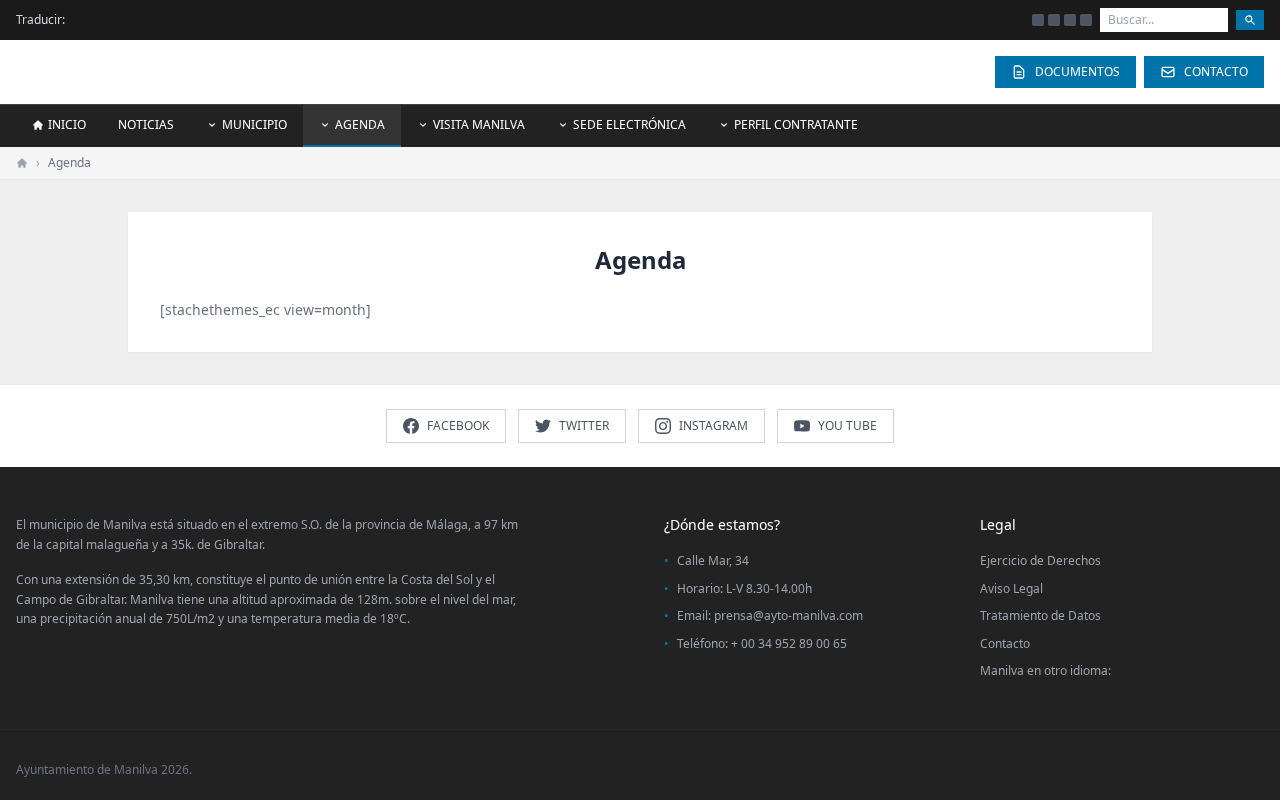 Traducir:
Buscar...
DOCUMENTOS
CONTACTO
INICIO NOTICIAS MUNICIPIO AGENDA VISITA MANILVA SEDE ELECTRÓNICA PERFIL CONTRATANTE
› Agenda
Agenda
[stachethemes_ec view=month]
FACEBOOK TWITTER INSTAGRAM YOU TUBE
El municipio de Manilva está situado en el extremo S.O. de la provincia de Málaga, a 97 km
de la capital malagueña y a 35k. de Gibraltar.
Con una extensión de 35,30 km, constituye el punto de unión entre la Costa del Sol y el
Campo de Gibraltar. Manilva tiene una altitud aproximada de 128m. sobre el nivel del mar,
una precipitación anual de 750L/m2 y una temperatura media de 18ºC.
¿Dónde estamos?
• Calle Mar, 34
• Horario: L-V 8.30-14.00h
• Email: prensa@ayto-manilva.com
• Teléfono: + 00 34 952 89 00 65
Legal
Ejercicio de Derechos
Aviso Legal
Tratamiento de Datos
Contacto
Manilva en otro idioma:
Ayuntamiento de Manilva 2026.